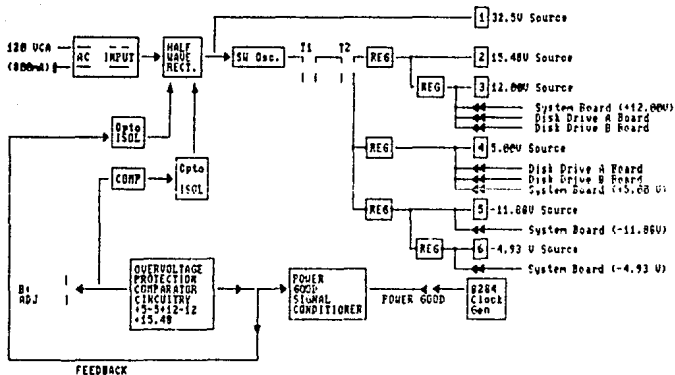 1 32.5V Source
120 VCA
(800mA)
AC INPUT
HALF
WAVE
RECT.
SW Osc.
T1
T2
REG
2 15.48V Source
REG
3 12.00V Source
System Board (+12.00V)
Disk Drive A Board
Disk Drive B Board
Opto
ISOL
COMP
Opto
ISOL
REG
4 5.00V Source
Disk Drive A Board
Disk Drive B Board
System Board (+5.00 V)
REG
5 -11.86V Source
System Board (-11.86V)
REG
6 -4.93 V Source
System Board (-4.93 V)
B+
ADJ
OVERVOLTAGE
PROTECTION
COMPARATOR
CIRCUITRY
+5-5+12-12
+15.48
POWER
GOOD
SIGNAL
CONDITIONER
POWER GOOD
8284
Clock
Gen
FEEDBACK